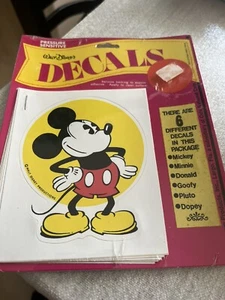 PRESSURE
SENSITIVE
Walt Disney's
DECALS
THERE ARE
6
DIFFERENT
DECALS
IN THIS
PACKAGE
•Mickey
•Minnie
•Donald
•Goofy
•Pluto
•Dopey